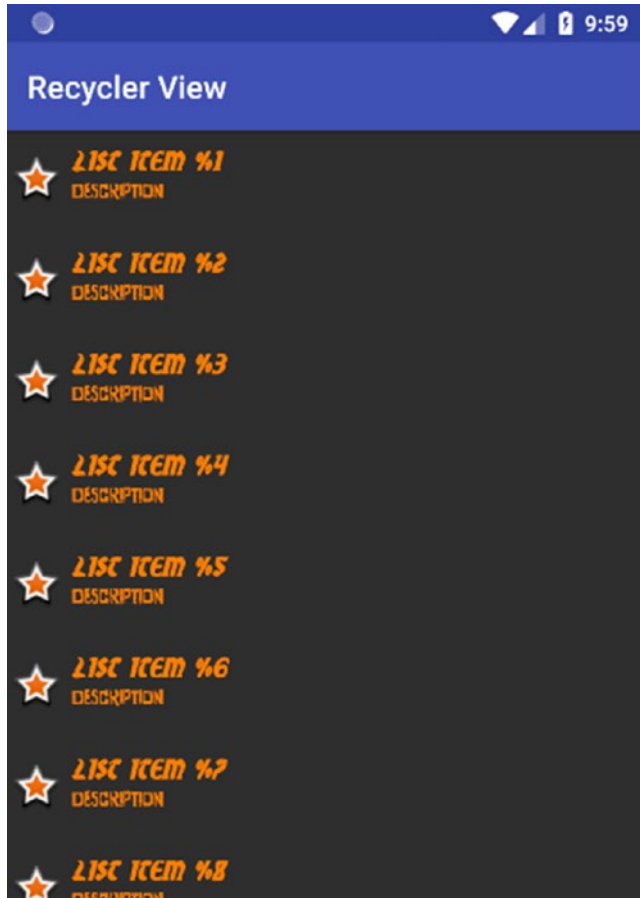 9:59
Recycler View
LIST ITEM %1
DESCRIPTION
LIST ITEM %2
DESCRIPTION
LIST ITEM %3
DESCRIPTION
LIST ITEM %4
DESCRIPTION
LIST ITEM %5
DESCRIPTION
LIST ITEM %6
DESCRIPTION
LIST ITEM %7
DESCRIPTION
LIST ITEM %8
DESCRIPTION